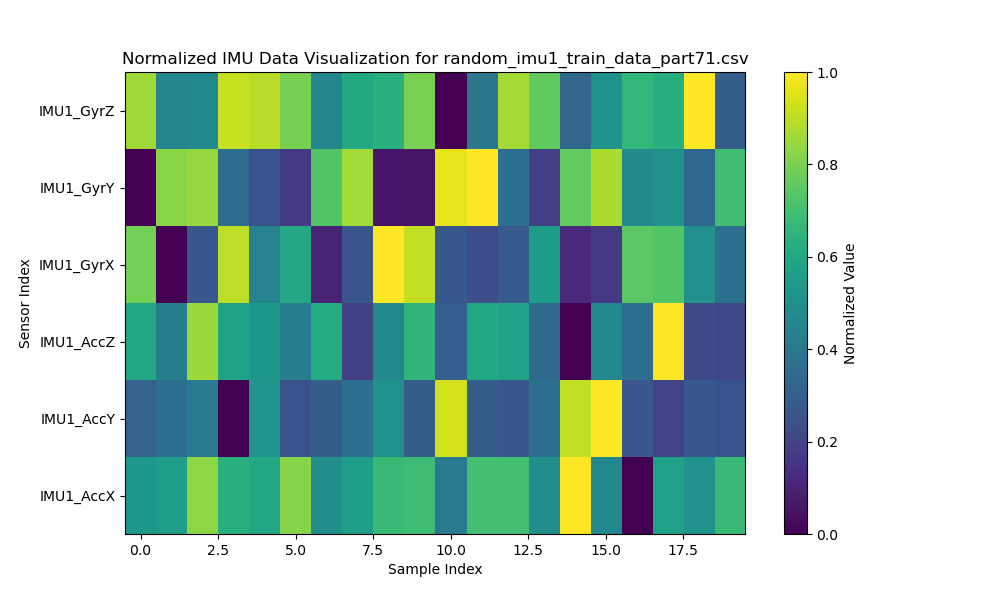 Normalized IMU Data Visualization for random_imu1_train_data_part71.csv
IMU1_GyrZ
IMU1_GyrY
IMU1_GyrX
IMU1_AccZ
IMU1_AccY
IMU1_AccX
Sensor Index
0.0 2.5 5.0 7.5 10.0 12.5 15.0 17.5
Sample Index
1.0
0.8
0.6
0.4
0.2
0.0
Normalized Value